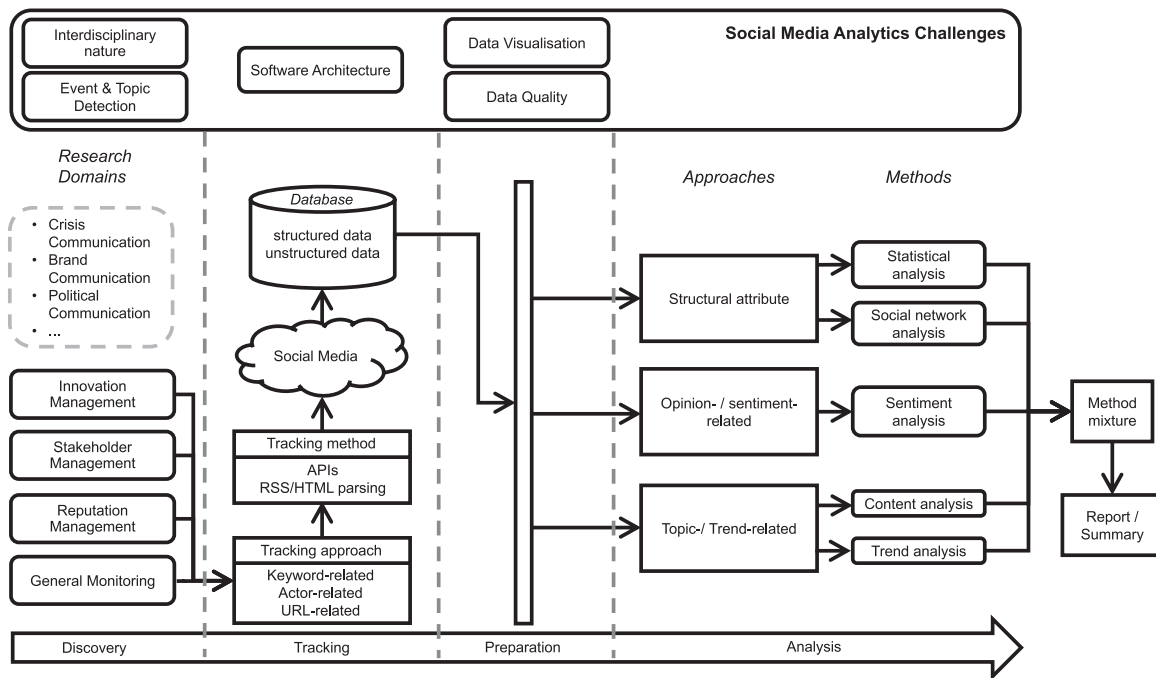 Social Media Analytics Challenges
Interdisciplinary
nature
Event & Topic
Detection
Software Architecture
Data Visualisation
Data Quality
Research
Domains
• Crisis
Communication
• Brand
Communication
• Political
Communication
• ...
Innovation
Management
Stakeholder
Management
Reputation
Management
General Monitoring
Database
structured data
unstructured data
Social Media
Tracking method
APIs
RSS/HTML parsing
Tracking approach
Keyword-related
Actor-related
URL-related
Approaches
Structural attribute
Opinion- / sentiment-
related
Topic-/ Trend-related
Methods
Statistical
analysis
Social network
analysis
Sentiment
analysis
Content analysis
Trend analysis
Method
mixture
Report /
Summary
Discovery
Tracking
Preparation
Analysis